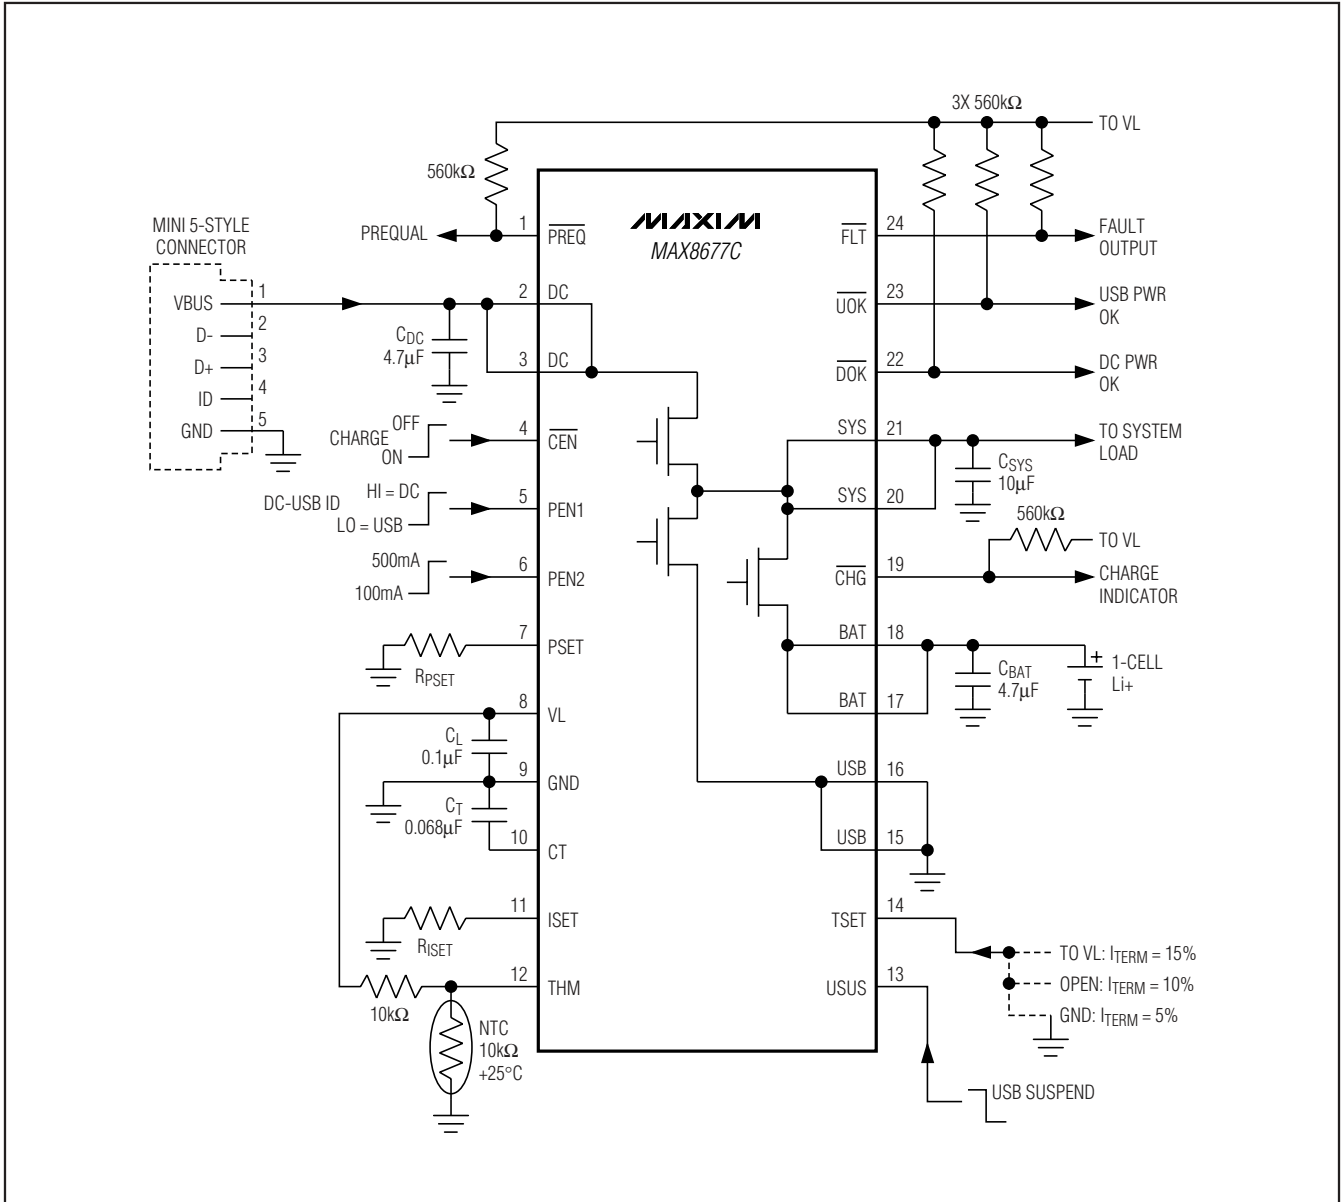 3X 560kΩ
TO VL
560kΩ
MAXIM
MAX8677C
MINI 5-STYLE
CONNECTOR
VBUS
1
D-
2
D+
3
ID
4
GND
5
PREQUAL
1
PREQ
2
DC
CDC
4.7µF
3
DC
OFF
CHARGE
ON
4
CEN
DC-USB ID
HI = DC
LO = USB
5
PEN1
500mA
100mA
6
PEN2
7
PSET
RPSET
8
VL
CL
0.1µF
9
GND
CT
0.068µF
10
CT
11
ISET
RISET
12
THM
10kΩ
NTC
10kΩ
+25°C
24
FLT
FAULT
OUTPUT
23
UOK
USB PWR
OK
22
DOK
DC PWR
OK
21
SYS
TO SYSTEM
LOAD
CSYS
10µF
20
SYS
560kΩ
TO VL
19
CHG
CHARGE
INDICATOR
18
BAT
CBAT
4.7µF
+
1-CELL
Li+
17
BAT
16
USB
15
USB
14
TSET
TO VL: ITERM = 15%
OPEN: ITERM = 10%
GND: ITERM = 5%
13
USUS
USB SUSPEND